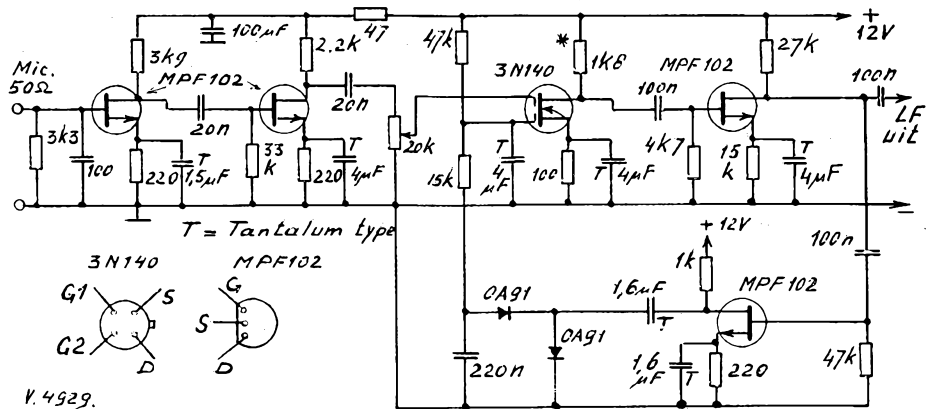 100µF
47
+
12V
3k9
2.2k
47k
*
1k8
27k
Mic.
50Ω
MPF102
3N140
MPF102
100n
LF
uit
20n
20n
20k
100n
3k3
100
220
T
1,5µF
33
k
220
T
4µF
15k
T
4
µF
100
T
4µF
4k7
15
k
T
4µF
-
T = Tantalum type
+12V
100n
3N140
MPF102
1k
MPF102
G1
S
G2
D
G
S
D
OA91
OA91
1,6µF
T
220n
1,6
µF
T
220
47k
V.4929.